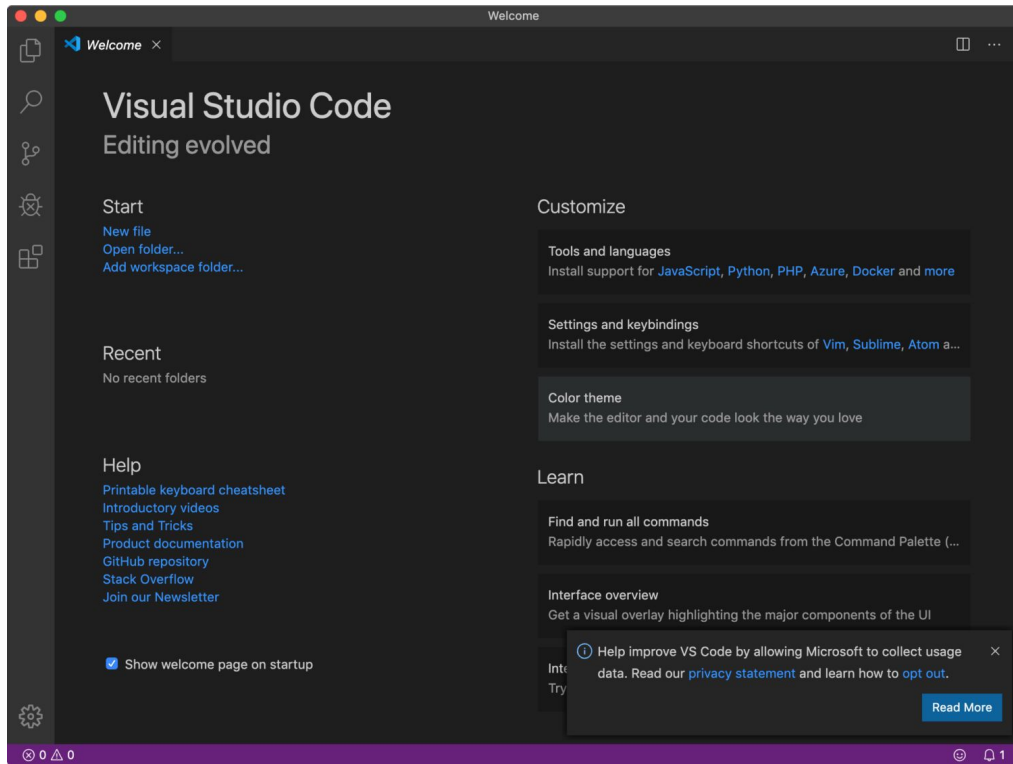 Welcome
Welcome
Visual Studio Code
Editing evolved
Start
New file
Open folder...
Add workspace folder...
Recent
No recent folders
Help
Printable keyboard cheatsheet
Introductory videos
Tips and Tricks
Product documentation
GitHub repository
Stack Overflow
Join our Newsletter
Show welcome page on startup
Customize
Tools and languages
Install support for JavaScript, Python, PHP, Azure, Docker and more
Settings and keybindings
Install the settings and keyboard shortcuts of Vim, Sublime, Atom a...
Color theme
Make the editor and your code look the way you love
Learn
Find and run all commands
Rapidly access and search commands from the Command Palette (...
Interface overview
Get a visual overlay highlighting the major components of the UI
Inte
Try
Help improve VS Code by allowing Microsoft to collect usage
data. Read our privacy statement and learn how to opt out.
Read More
0 0
1